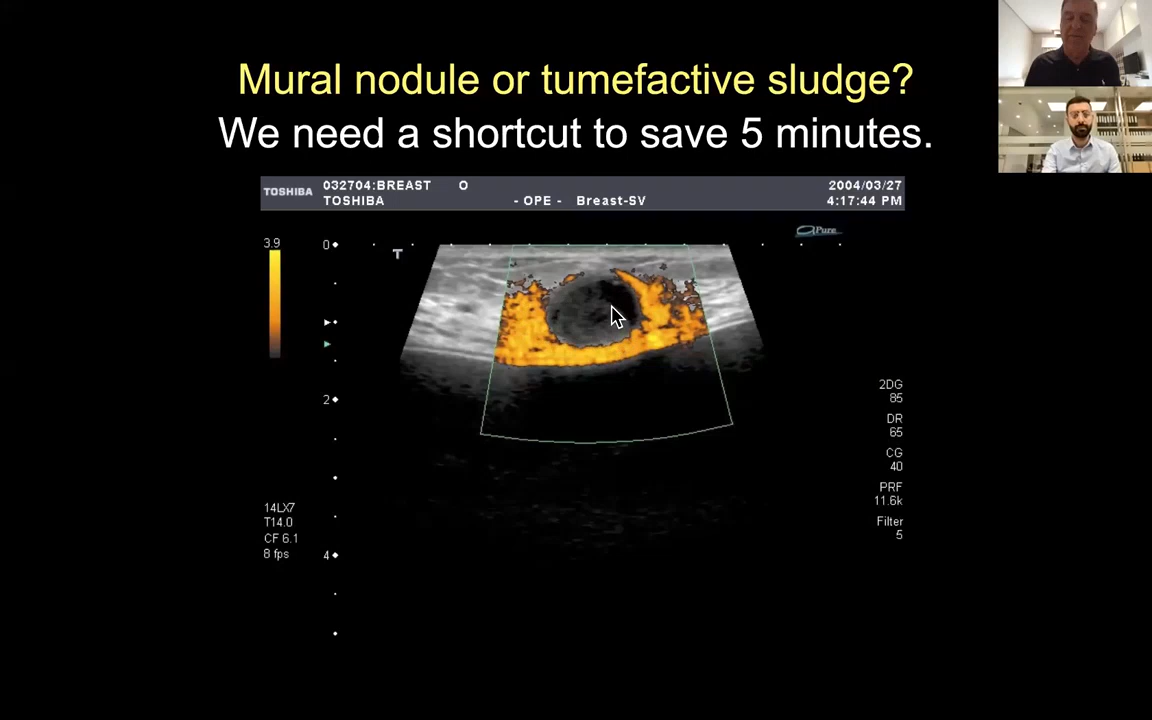 Mural nodule or tumefactive sludge?
We need a shortcut to save 5 minutes.
TOSHIBA 032704:BREAST O 2004/03/27
TOSHIBA - OPE - Breast-SV 4:17:44 PM
Pure
3.9
0
T
2
4
2DG
85
DR
65
CG
40
PRF
11.6k
Filter
5
14LX7
T14.0
CF 6.1
8 fps